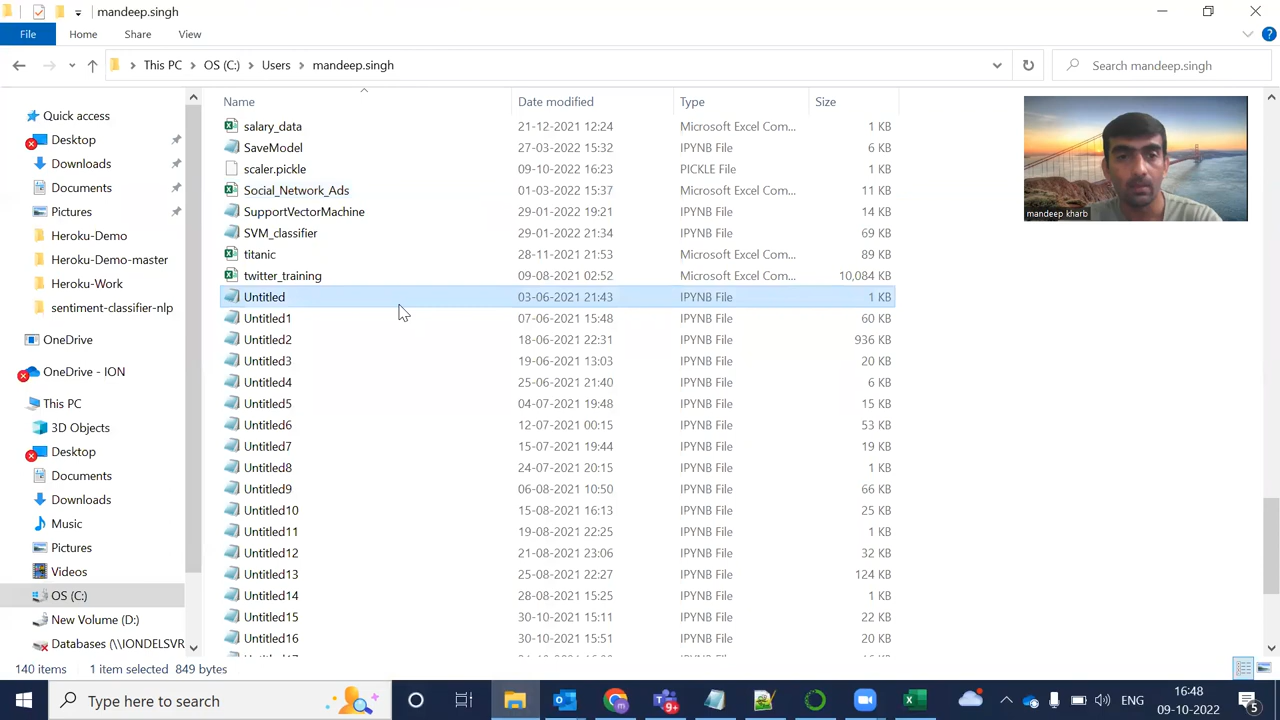 mandeep.singh
File Home Share View
This PC OS (C:) Users mandeep.singh
Search mandeep.singh
Name Date modified Type Size
Quick access
Desktop
Downloads
Documents
Pictures
Heroku-Demo
Heroku-Demo-master
Heroku-Work
sentiment-classifier-nlp
OneDrive
OneDrive - ION
This PC
3D Objects
Desktop
Documents
Downloads
Music
Pictures
Videos
OS (C:)
New Volume (D:)
Databases (\\IONDELSVR
salary_data 21-12-2021 12:24 Microsoft Excel Com... 1 KB
SaveModel 27-03-2022 15:32 IPYNB File 6 KB
scaler.pickle 09-10-2022 16:23 PICKLE File 1 KB
Social_Network_Ads 01-03-2022 15:37 Microsoft Excel Com... 11 KB
SupportVectorMachine 29-01-2022 19:21 IPYNB File 14 KB
SVM_classifier 29-01-2022 21:34 IPYNB File 69 KB
titanic 28-11-2021 21:53 Microsoft Excel Com... 89 KB
twitter_training 09-08-2021 02:52 Microsoft Excel Com... 10,084 KB
Untitled 03-06-2021 21:43 IPYNB File 1 KB
Untitled1 07-06-2021 15:48 IPYNB File 60 KB
Untitled2 18-06-2021 22:31 IPYNB File 936 KB
Untitled3 19-06-2021 13:03 IPYNB File 20 KB
Untitled4 25-06-2021 21:40 IPYNB File 6 KB
Untitled5 04-07-2021 19:48 IPYNB File 15 KB
Untitled6 12-07-2021 00:15 IPYNB File 53 KB
Untitled7 15-07-2021 19:44 IPYNB File 19 KB
Untitled8 24-07-2021 20:15 IPYNB File 1 KB
Untitled9 06-08-2021 10:50 IPYNB File 66 KB
Untitled10 15-08-2021 16:13 IPYNB File 25 KB
Untitled11 19-08-2021 22:25 IPYNB File 1 KB
Untitled12 21-08-2021 23:06 IPYNB File 32 KB
Untitled13 25-08-2021 22:27 IPYNB File 124 KB
Untitled14 28-08-2021 15:25 IPYNB File 1 KB
Untitled15 30-10-2021 15:11 IPYNB File 22 KB
Untitled16 30-10-2021 15:51 IPYNB File 20 KB
mandeep kharb
140 items 1 item selected 849 bytes
Type here to search
9+
ENG
16:48
09-10-2022
5